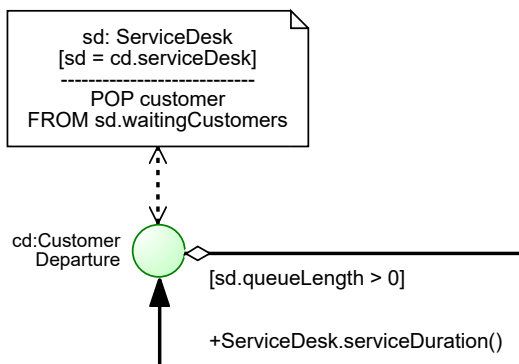 sd: ServiceDesk
[sd = cd.serviceDesk]
----------------------------
POP customer
FROM sd.waitingCustomers
cd:Customer
Departure
[sd.queueLength > 0]
+ServiceDesk.serviceDuration()